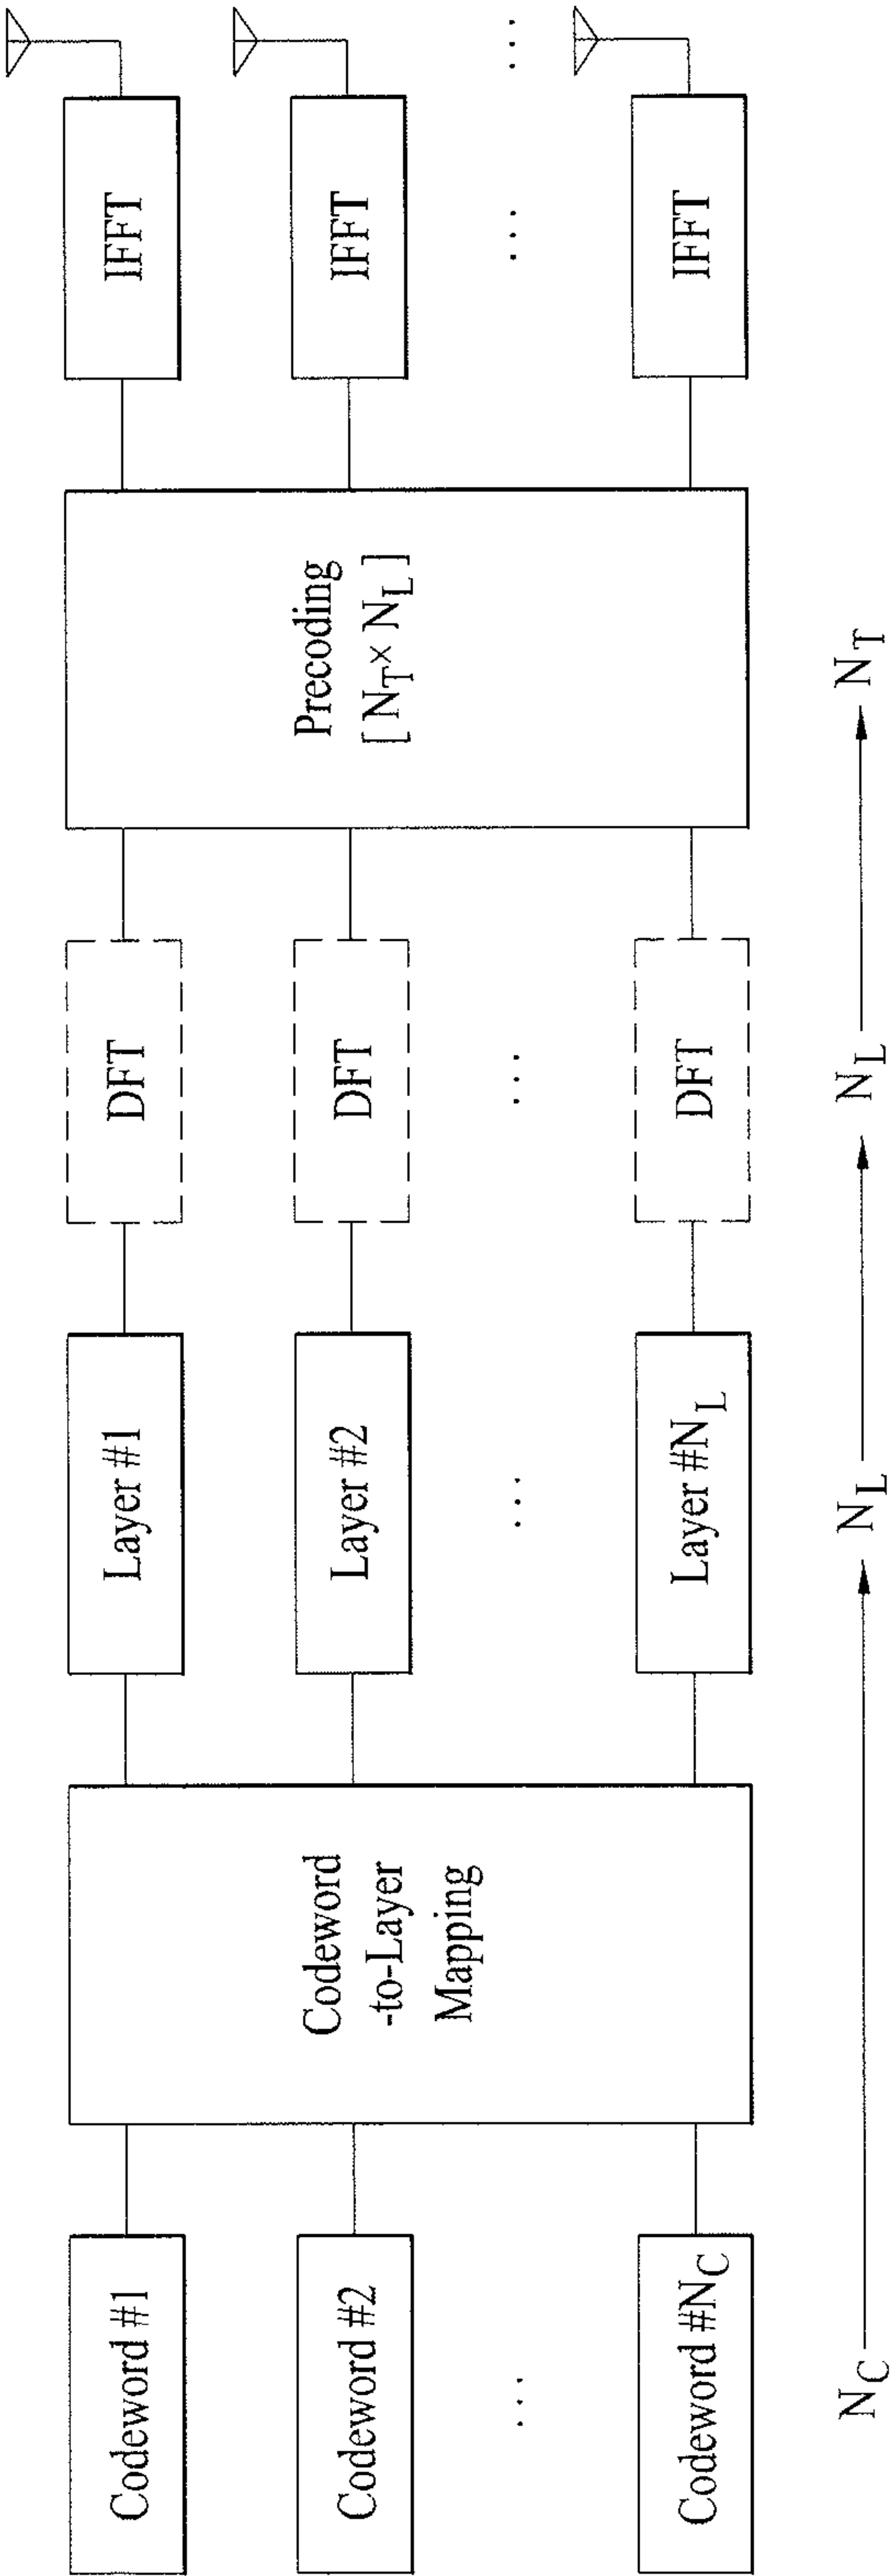 Codeword #1
Codeword #2
...
Codeword #N_C
Codeword
-to-Layer
Mapping
Layer #1
Layer #2
...
Layer #N_L
DFT
DFT
...
DFT
Precoding
[ N_T × N_L ]
IFFT
IFFT
...
IFFT
...
N_C
N_L
N_L
N_T